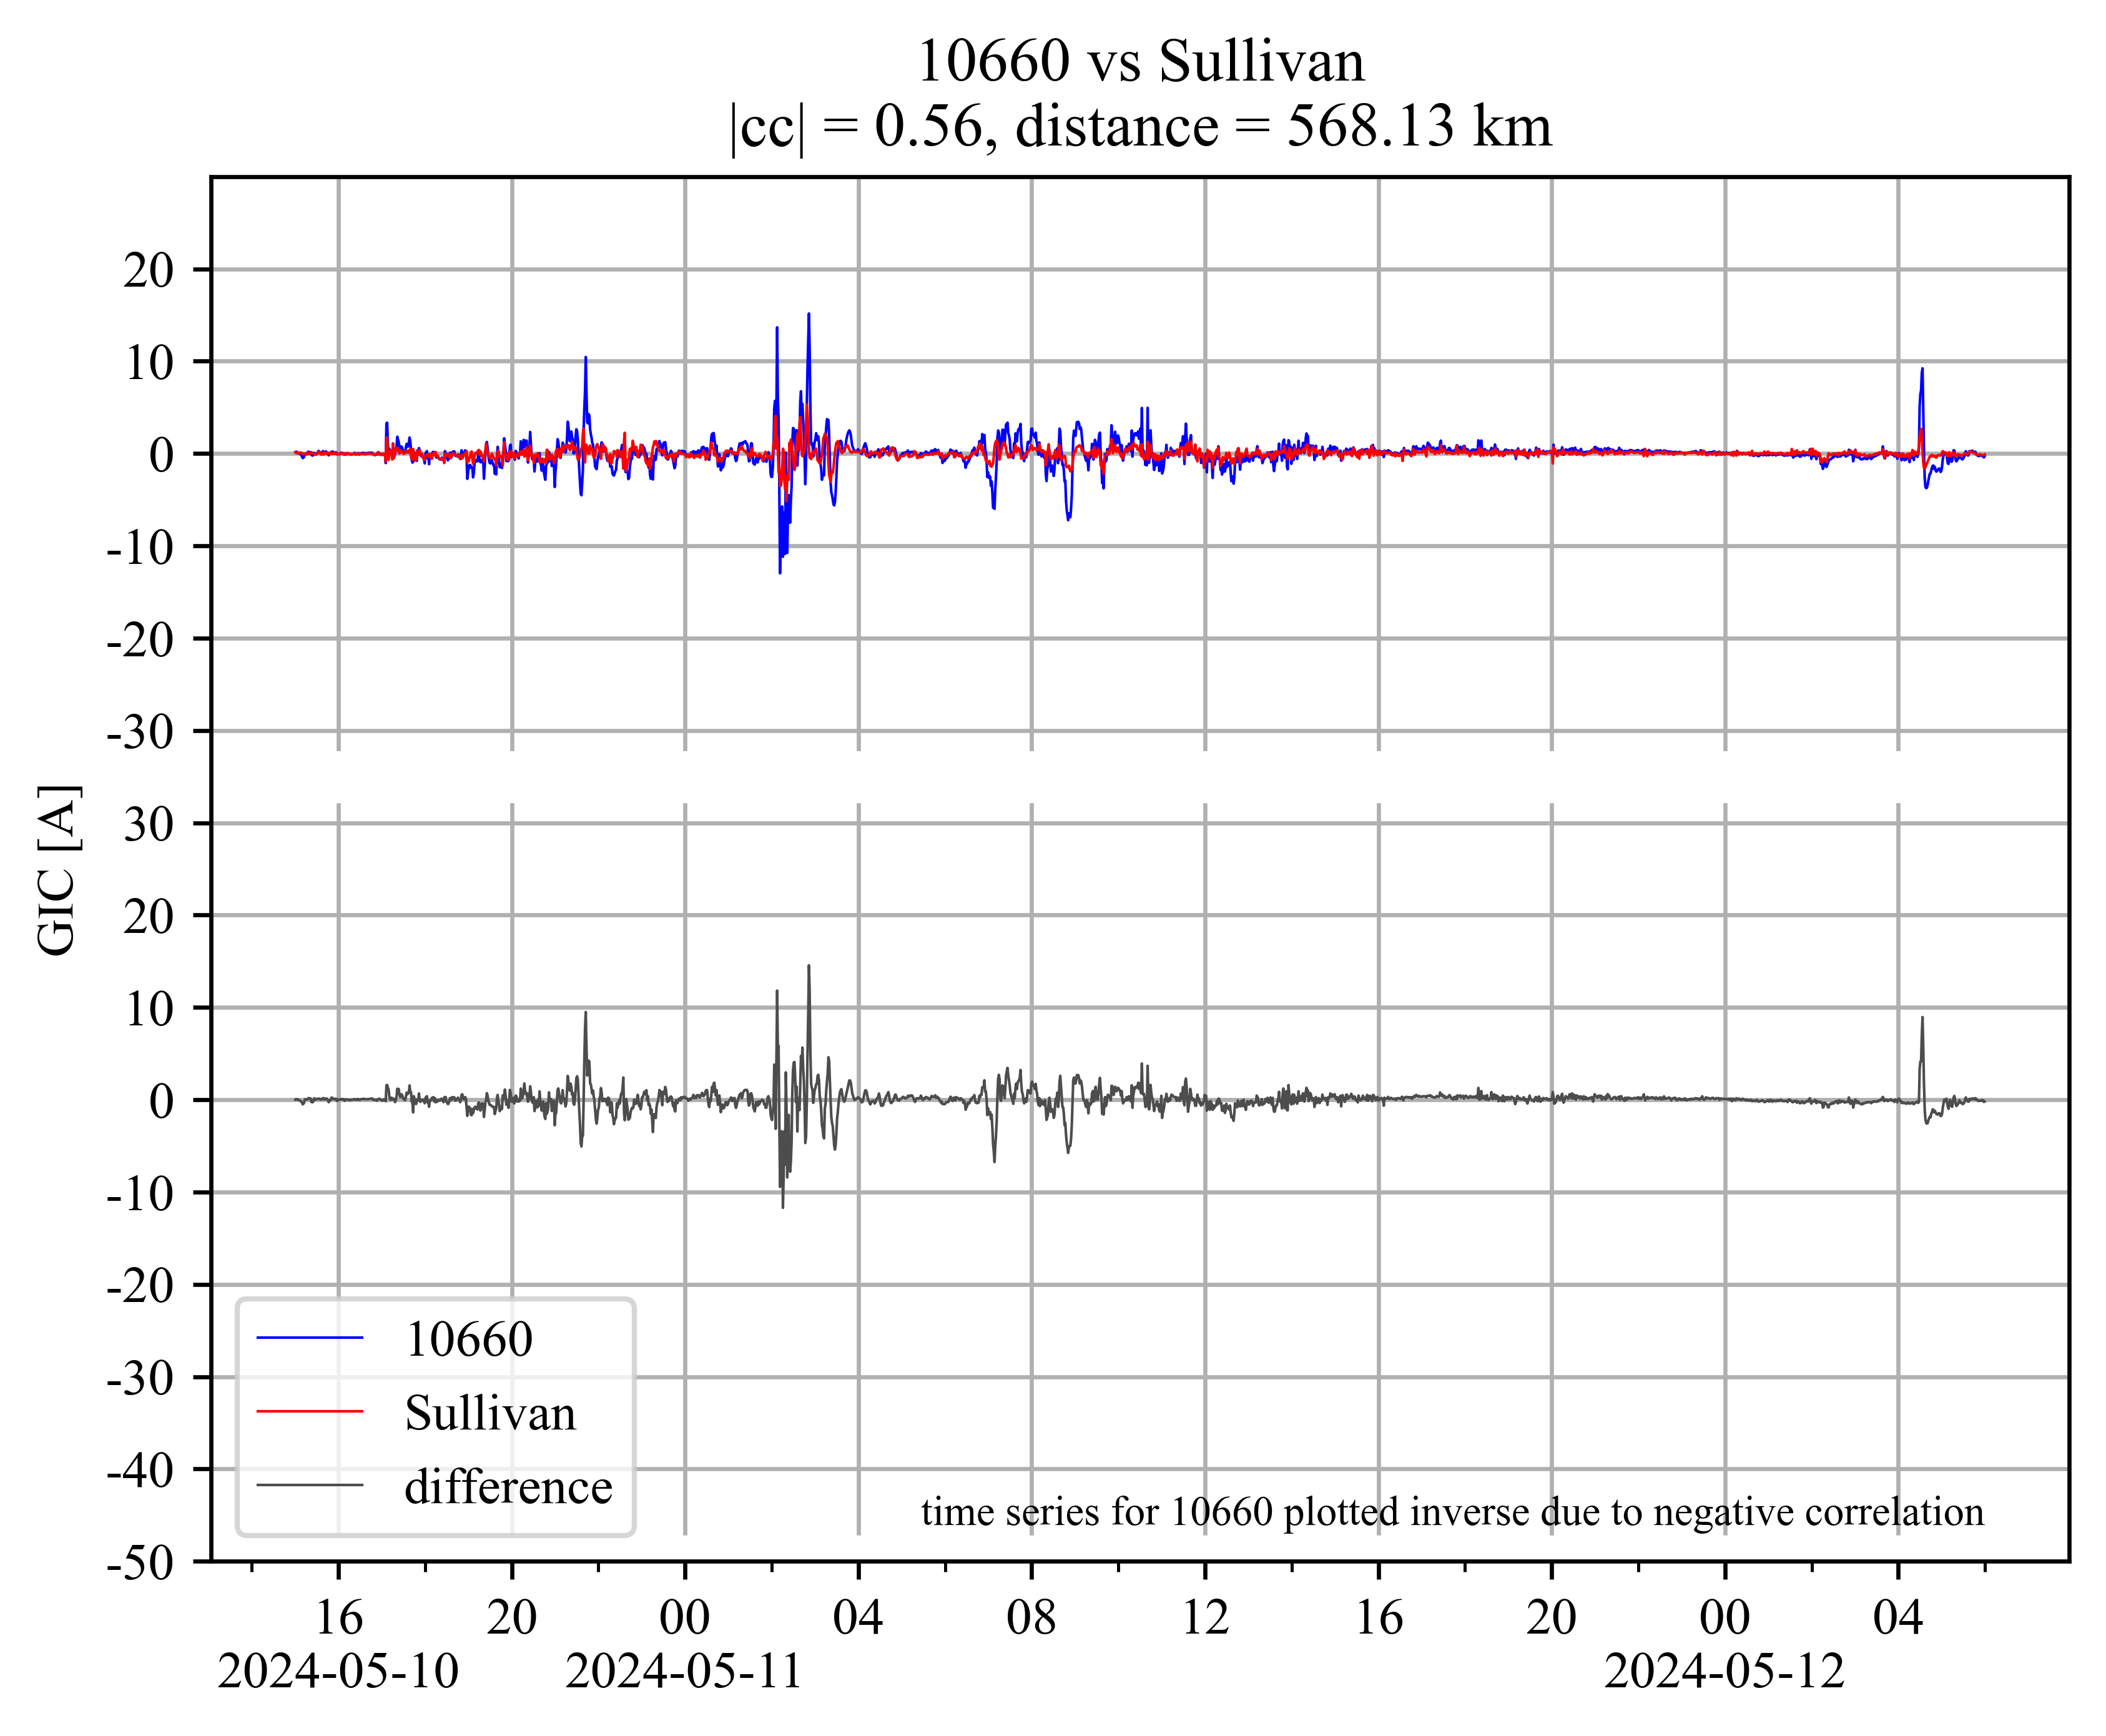 10660 vs Sullivan
|cc| = 0.56, distance = 568.13 km
GIC [A]
20
10
0
-10
-20
-30
30
20
10
0
-10
-20
-30
-40
-50
10660
Sullivan
difference
time series for 10660 plotted inverse due to negative correlation
16 20 00 04 08 12 16 20 00 04
2024-05-10 2024-05-11 2024-05-12